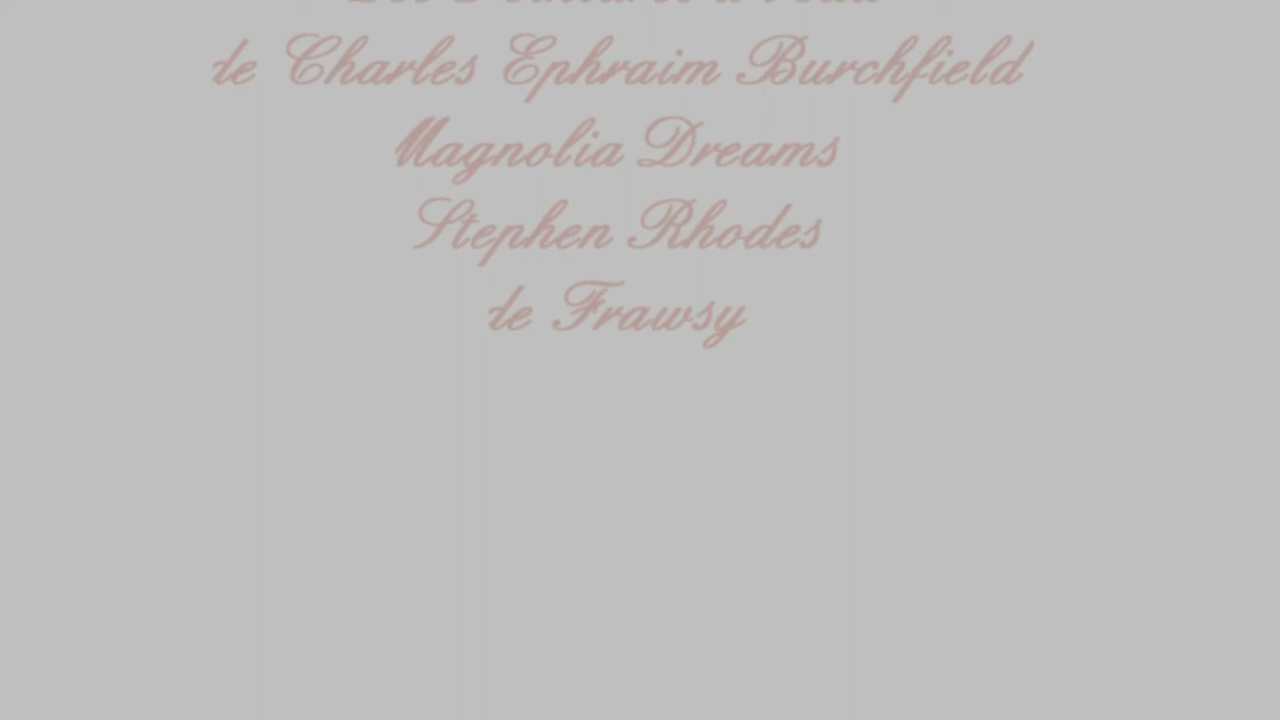 de Charles Ephraim Burchfield
Magnolia Dreams
Stephen Rhodes
de Frawsy